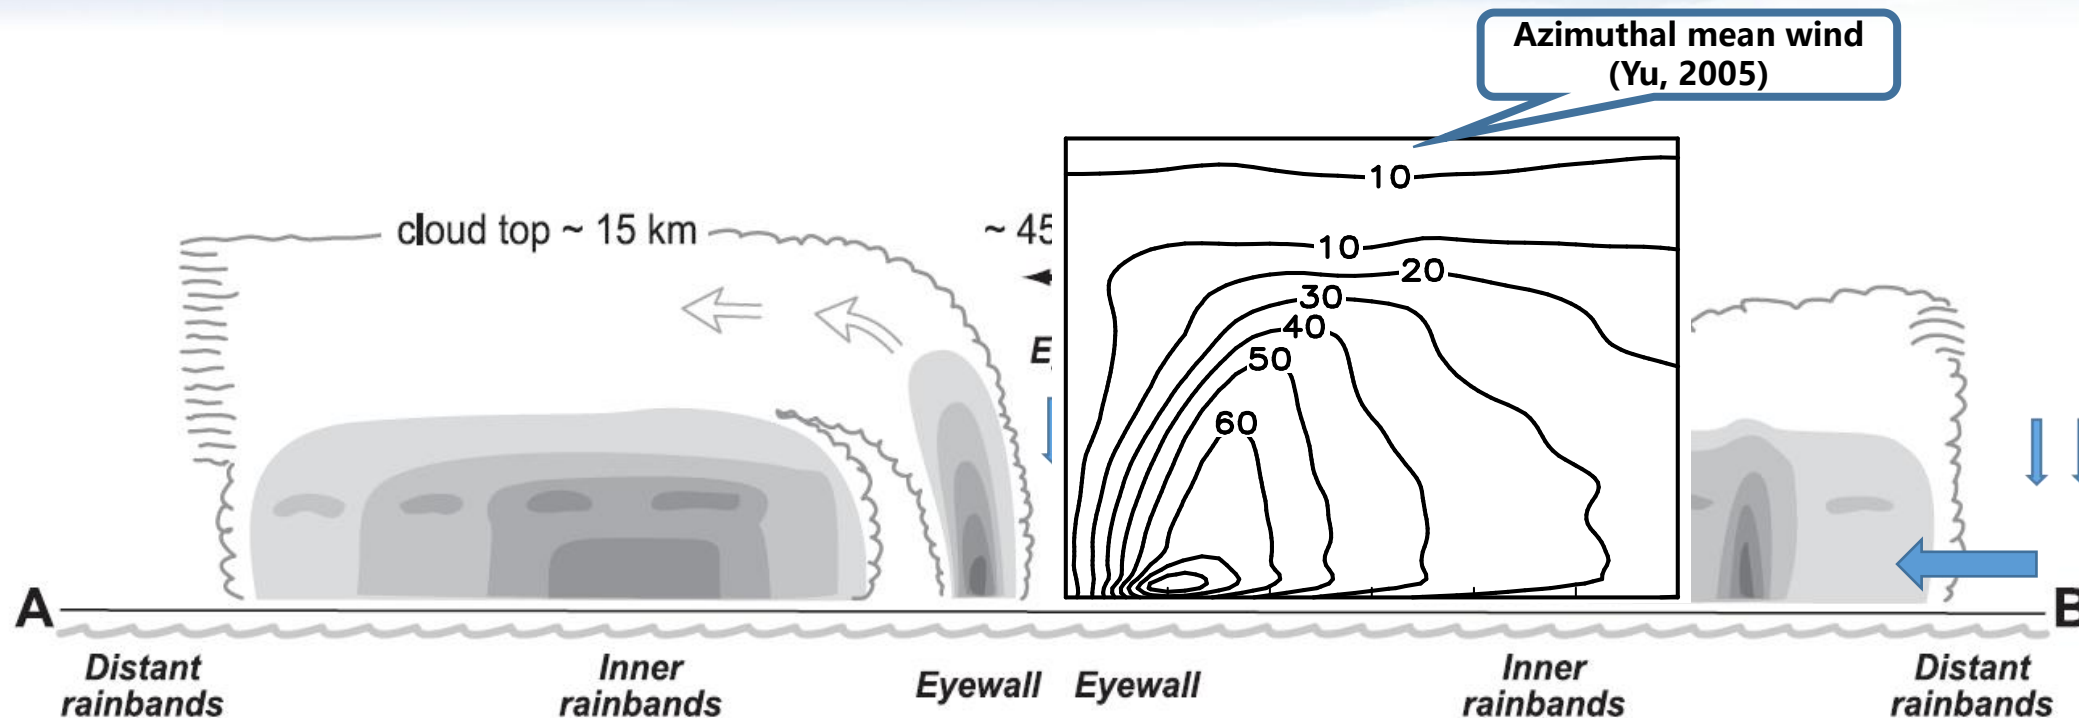 Azimuthal mean wind
(Yu, 2005)
10
cloud top ~ 15 km
~ 45
10
20
30
40
E
50
60
A
B
Distant
rainbands
Inner
rainbands
Eyewall
Eyewall
Inner
rainbands
Distant
rainbands